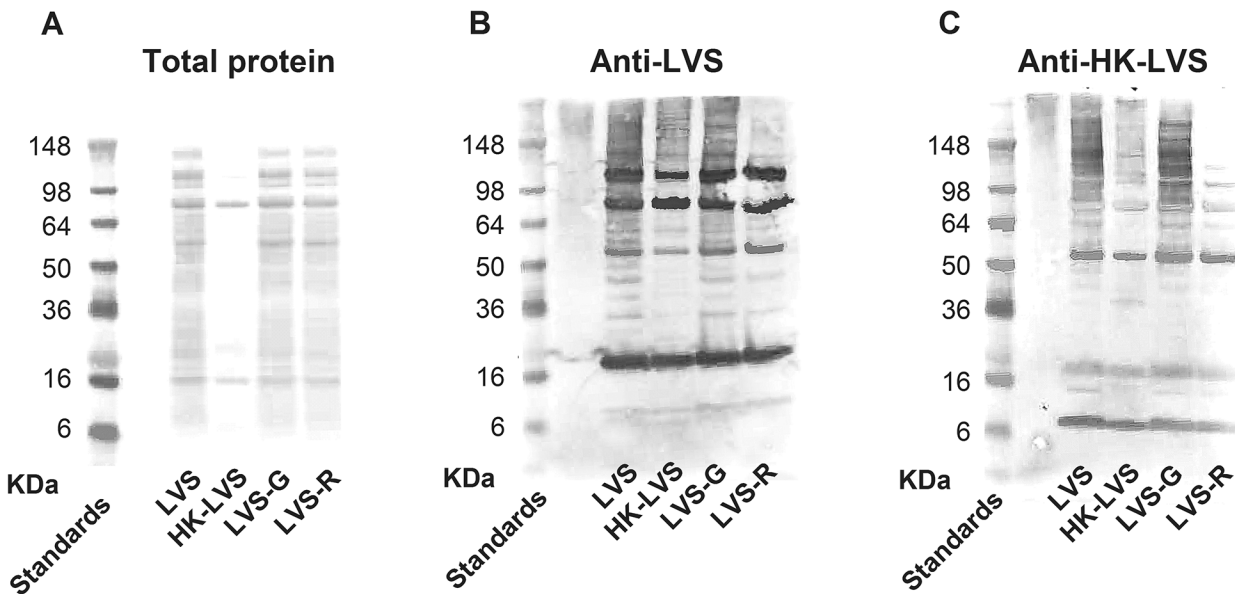 A
Total protein
148
98
64
50
36
16
6
KDa
Standards
LVS
HK-LVS
LVS-G
LVS-R
B
Anti-LVS
148
98
64
50
36
16
6
KDa
Standards
LVS
HK-LVS
LVS-G
LVS-R
C
Anti-HK-LVS
148
98
64
50
36
16
6
KDa
Standards
LVS
HK-LVS
LVS-G
LVS-R